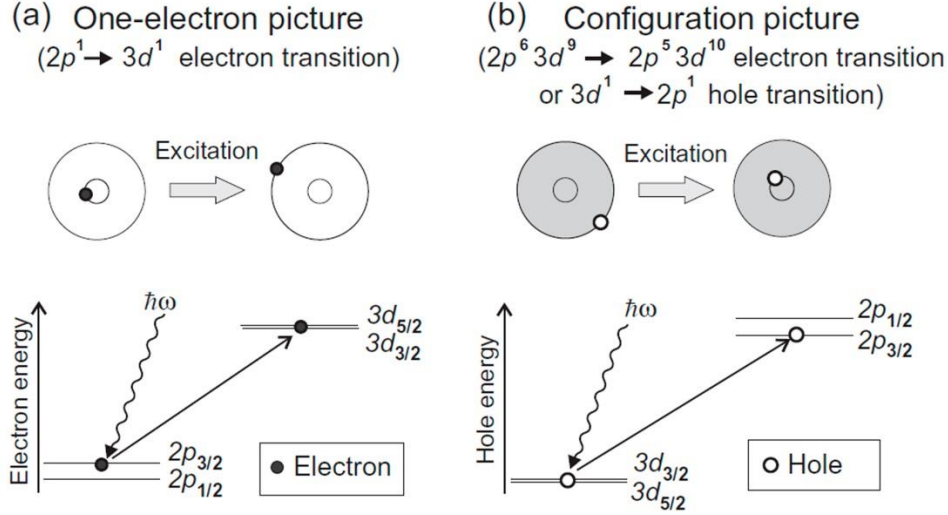 (a) One-electron picture
(2p¹ → 3d¹ electron transition)
Excitation
Electron energy
ħω
3d5/2
3d3/2
2p3/2
2p1/2
Electron
(b) Configuration picture
(2p⁶ 3d⁹ → 2p⁵ 3d¹⁰ electron transition
or 3d¹ → 2p¹ hole transition)
Excitation
Hole energy
ħω
2p1/2
2p3/2
3d3/2
3d5/2
Hole